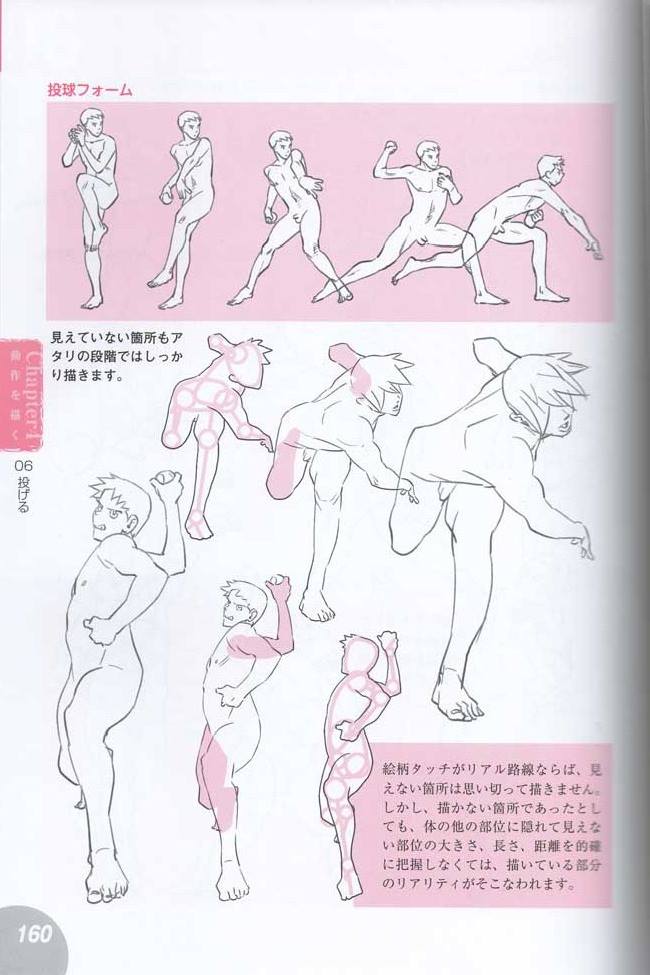 投球フォーム
見えていない箇所もア
タリの段階ではしっか
り描きます。
Chapter.4
動作を描く
06
投げる
絵柄タッチがリアル路線ならば、見
えない箇所は思い切って描きません。
しかし、描かない箇所であったとし
ても、体の他の部位に隠れて見えな
い部位の大きさ、長さ、距離を的確
に把握しなくては、描いている部分
のリアリティがそこなわれます。
160